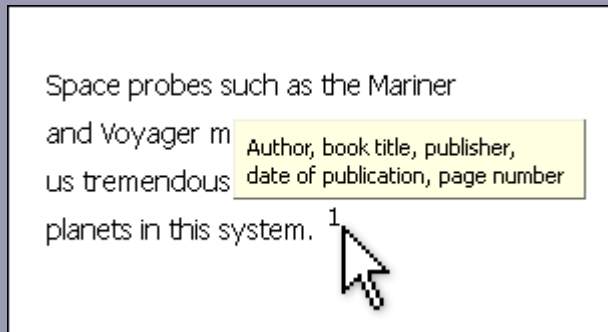 Space probes such as the Mariner
and Voyager m
Author, book title, publisher,
date of publication, page number
us tremendous
planets in this system. 1